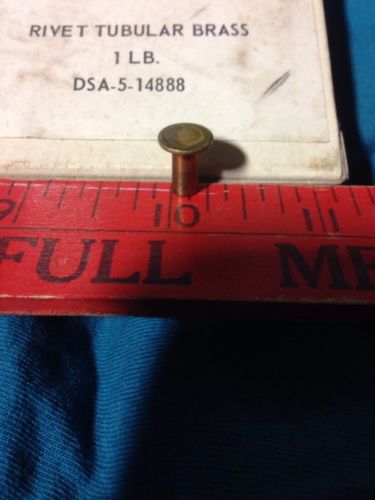 RIVET TUBULAR BRASS
1 LB.
DSA-5-14888
9 10
FULL ME